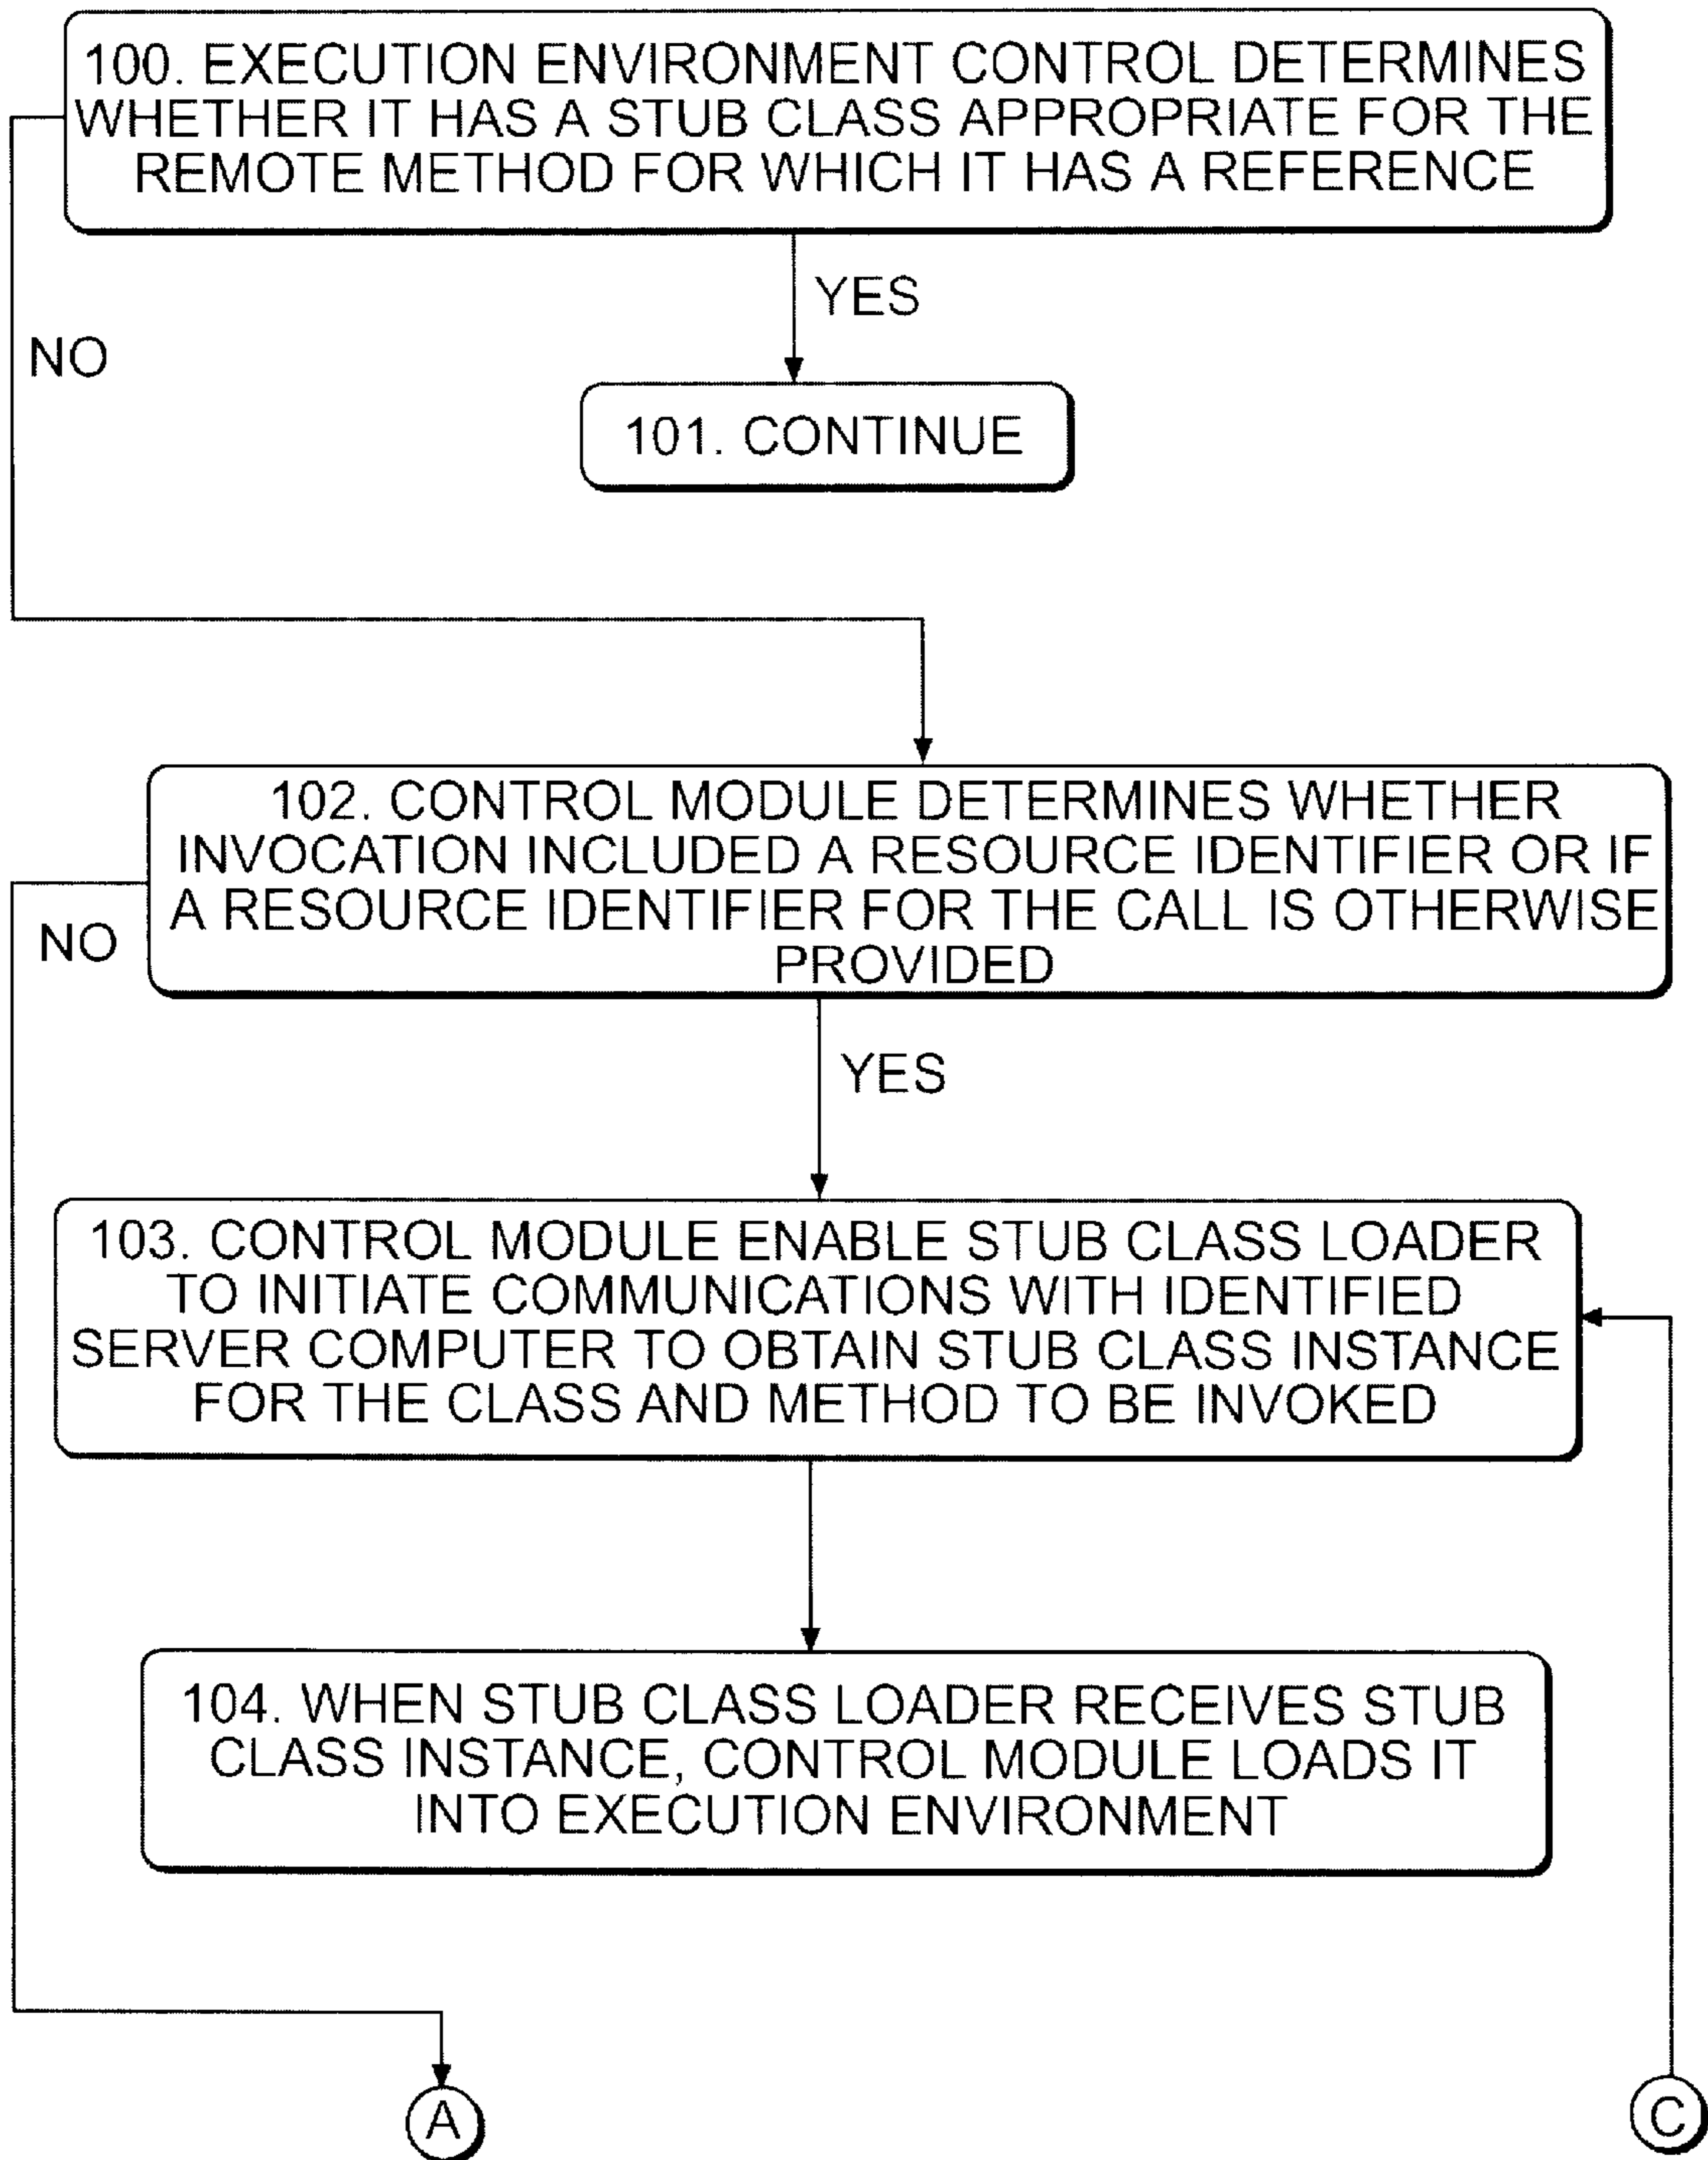 100. EXECUTION ENVIRONMENT CONTROL DETERMINES
WHETHER IT HAS A STUB CLASS APPROPRIATE FOR THE
REMOTE METHOD FOR WHICH IT HAS A REFERENCE
YES
NO
101. CONTINUE
102. CONTROL MODULE DETERMINES WHETHER
INVOCATION INCLUDED A RESOURCE IDENTIFIER OR IF
A RESOURCE IDENTIFIER FOR THE CALL IS OTHERWISE
PROVIDED
NO
YES
103. CONTROL MODULE ENABLE STUB CLASS LOADER
TO INITIATE COMMUNICATIONS WITH IDENTIFIED
SERVER COMPUTER TO OBTAIN STUB CLASS INSTANCE
FOR THE CLASS AND METHOD TO BE INVOKED
104. WHEN STUB CLASS LOADER RECEIVES STUB
CLASS INSTANCE, CONTROL MODULE LOADS IT
INTO EXECUTION ENVIRONMENT
A
C